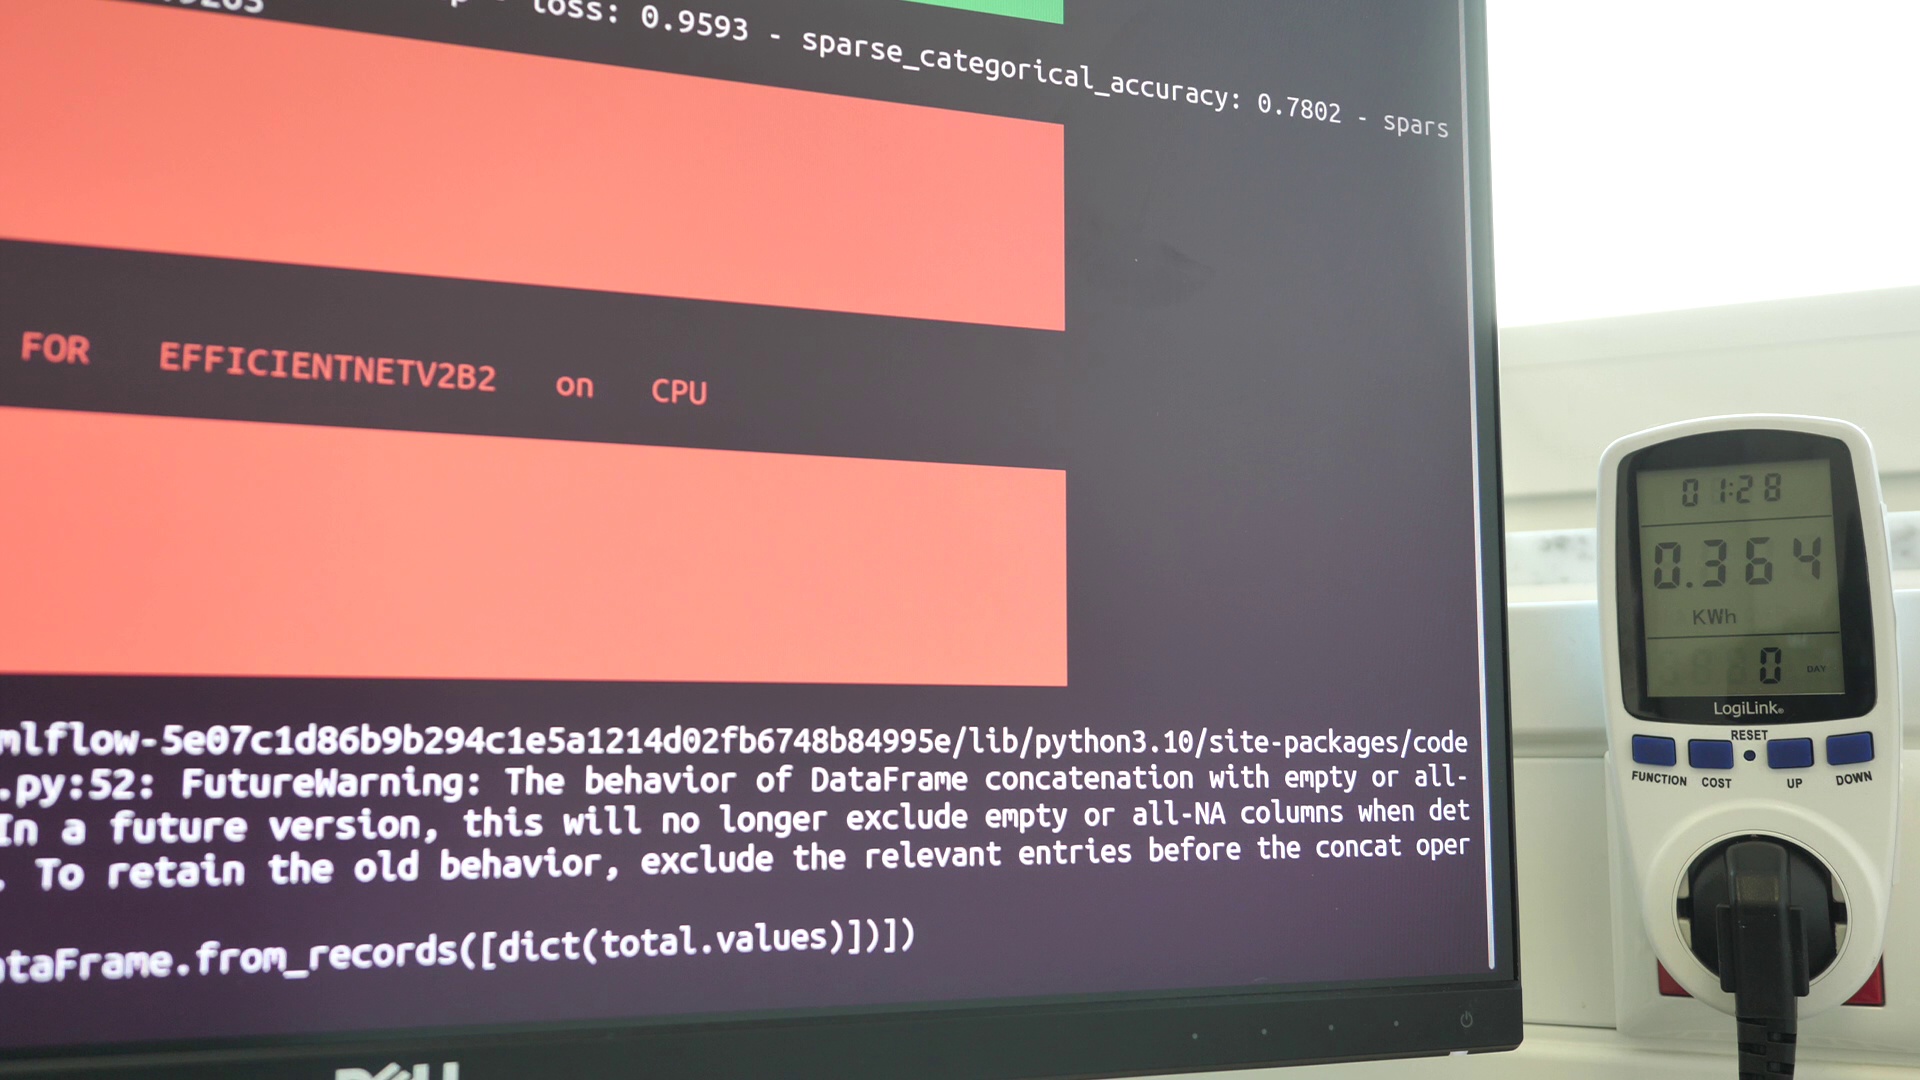 loss: 0.9593 - sparse_categorical_accuracy: 0.7802 - spars
FOR EFFICIENTNETV2B2 on CPU
mlflow-5e07c1d86b9b294c1e5a1214d02fb6748b84995e/lib/python3.10/site-packages/code
.py:52: FutureWarning: The behavior of DataFrame concatenation with empty or all-
In a future version, this will no longer exclude empty or all-NA columns when det
. To retain the old behavior, exclude the relevant entries before the concat oper
ataFrame.from_records([dict(total.values)])])
DELL
01:28
0.364
KWh
0 DAY
LogiLink®
RESET
FUNCTION COST UP DOWN